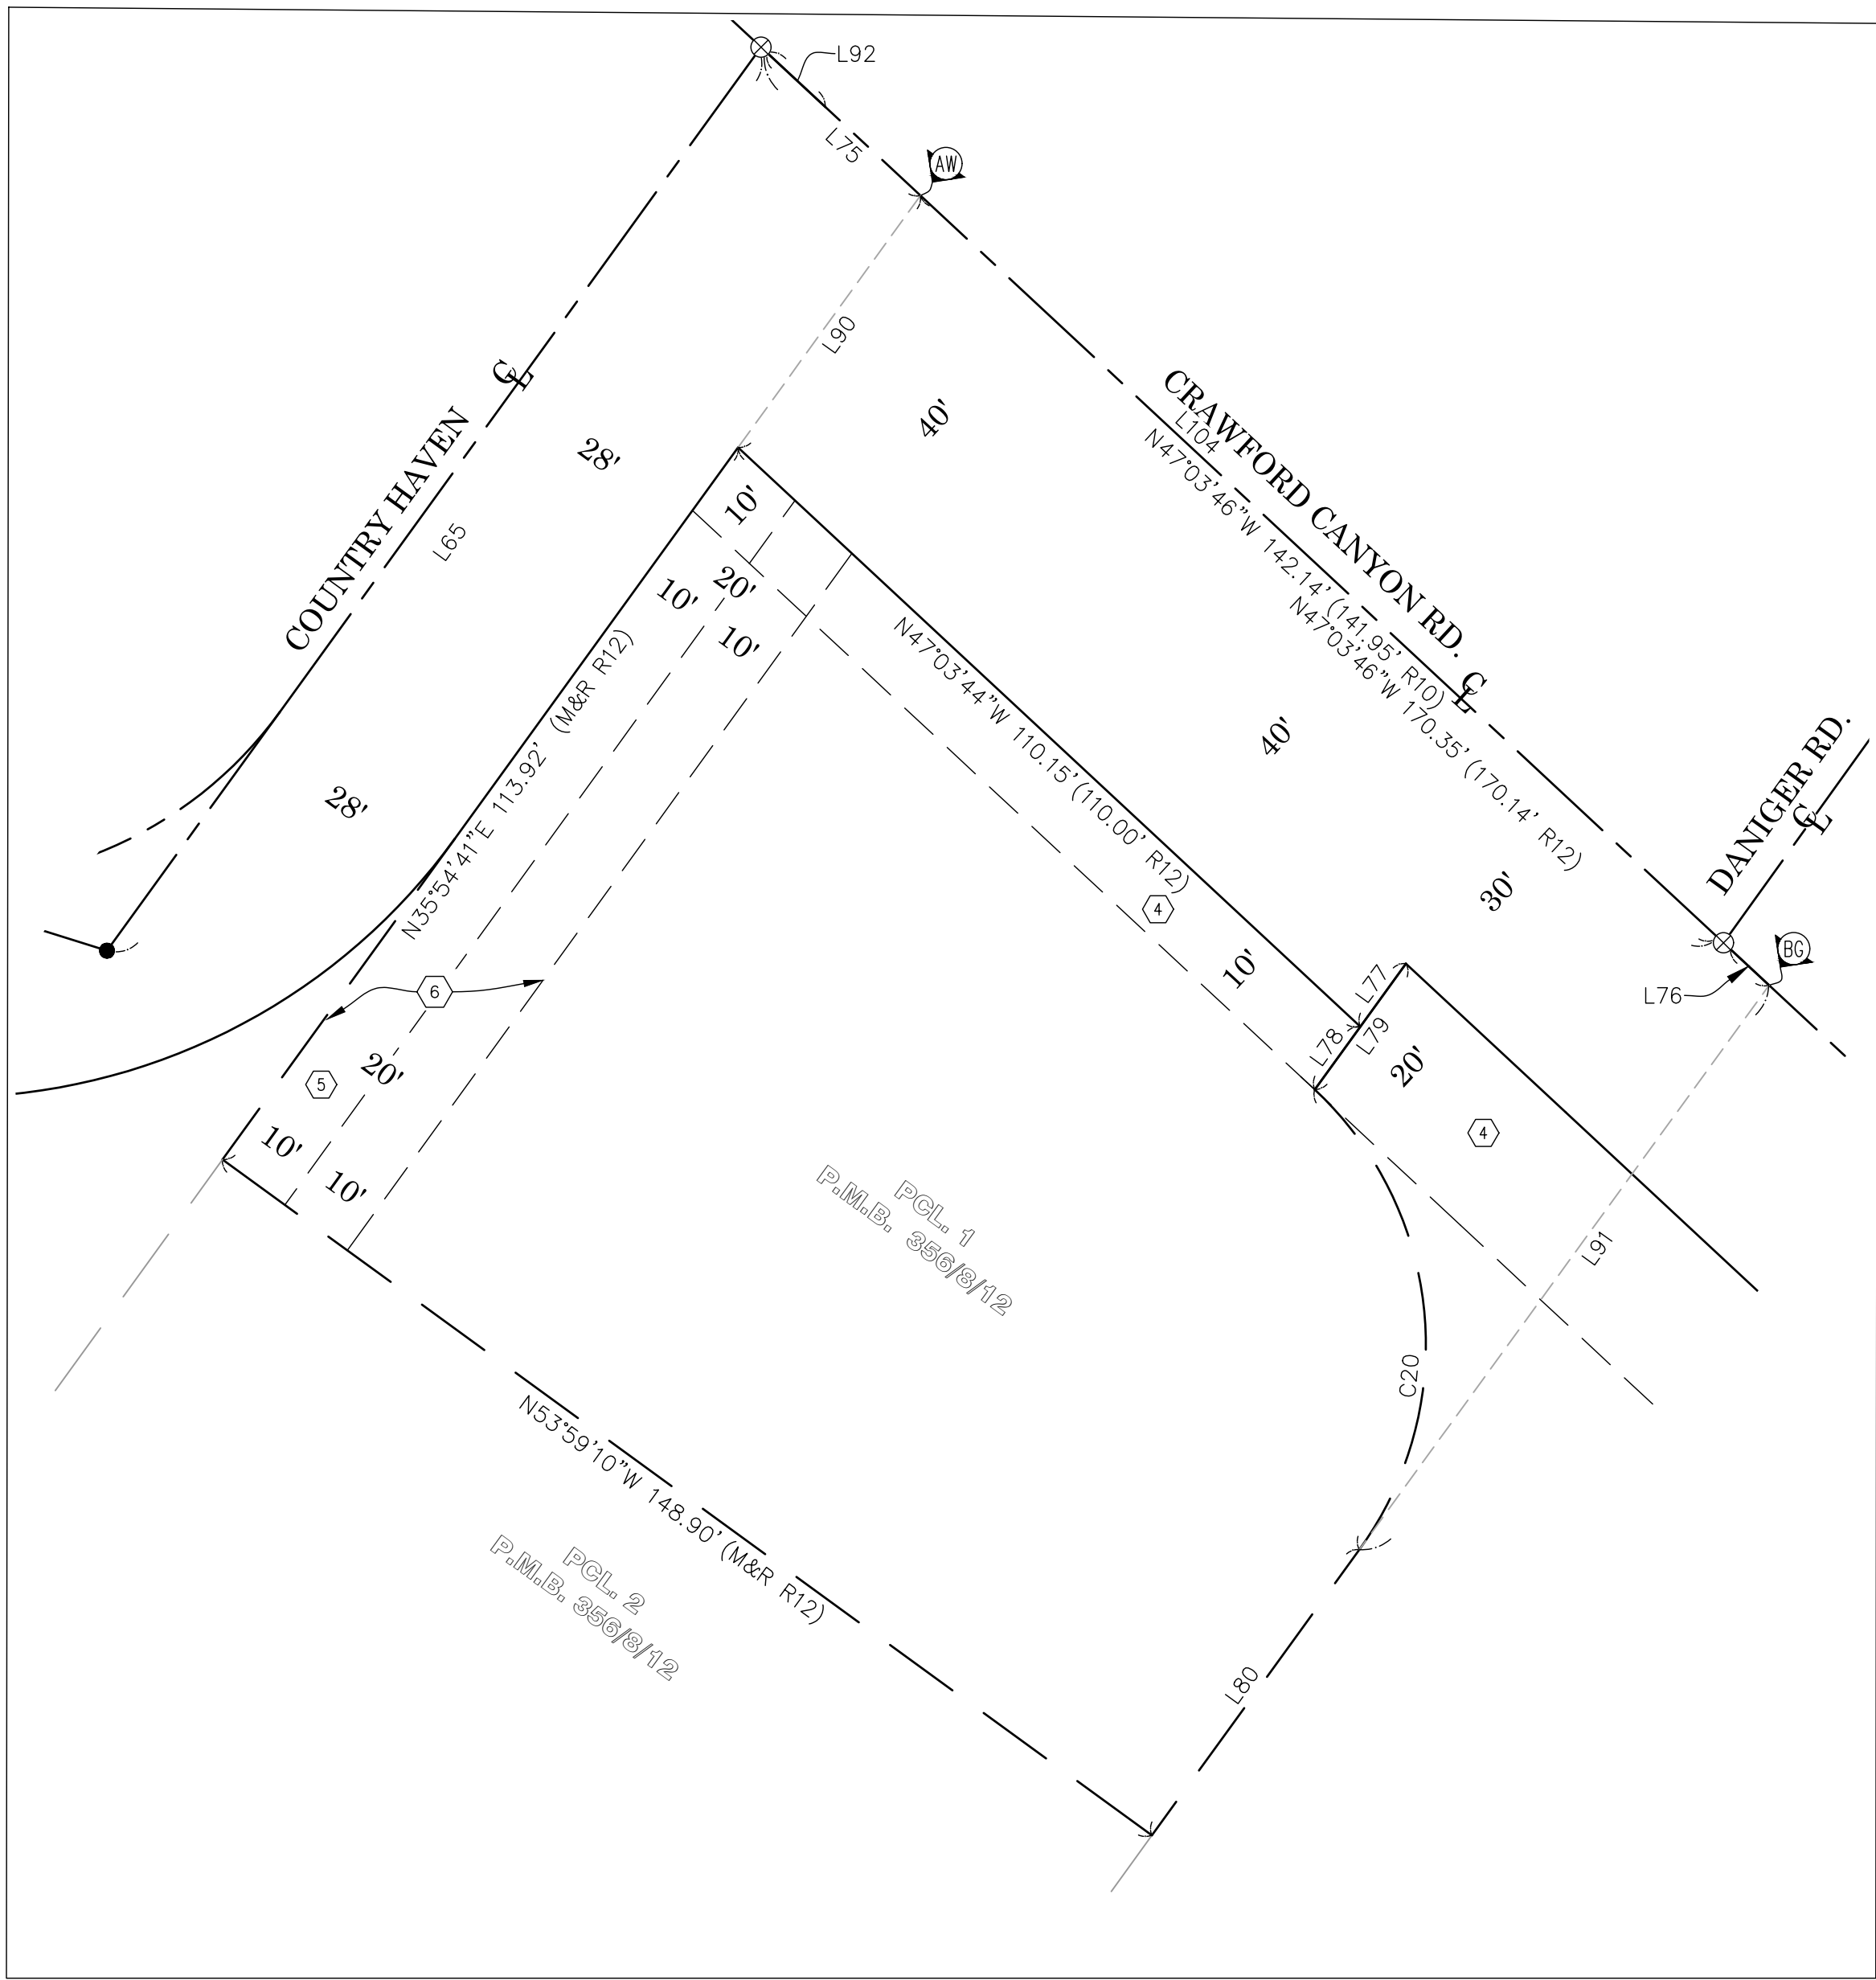 L92
L75
AW
L90
COUNTRY HAVEN ℄
28'
40'
CRAWFORD CANYON RD. ℄
L104
N47°03'46"W 142.14' (141.95' R10)
N47°03'46"W 170.35' (170.14' R12)
L65
10'
20'
10'
10'
N47°03'44"W 110.15'(110.00' R12)
N35°54'41"E 113.92' (M&R R12)
28'
40'
DANIGER RD. ℄
30'
4
10'
BG
L76
L77
L78
L79
20'
6
5
20'
10'
10'
4
PCL. 1
P.M.B. 356/8/12
L91
C20
N53°59'10"W 148.90' (M&R R12)
PCL. 2
P.M.B. 356/8/12
L80